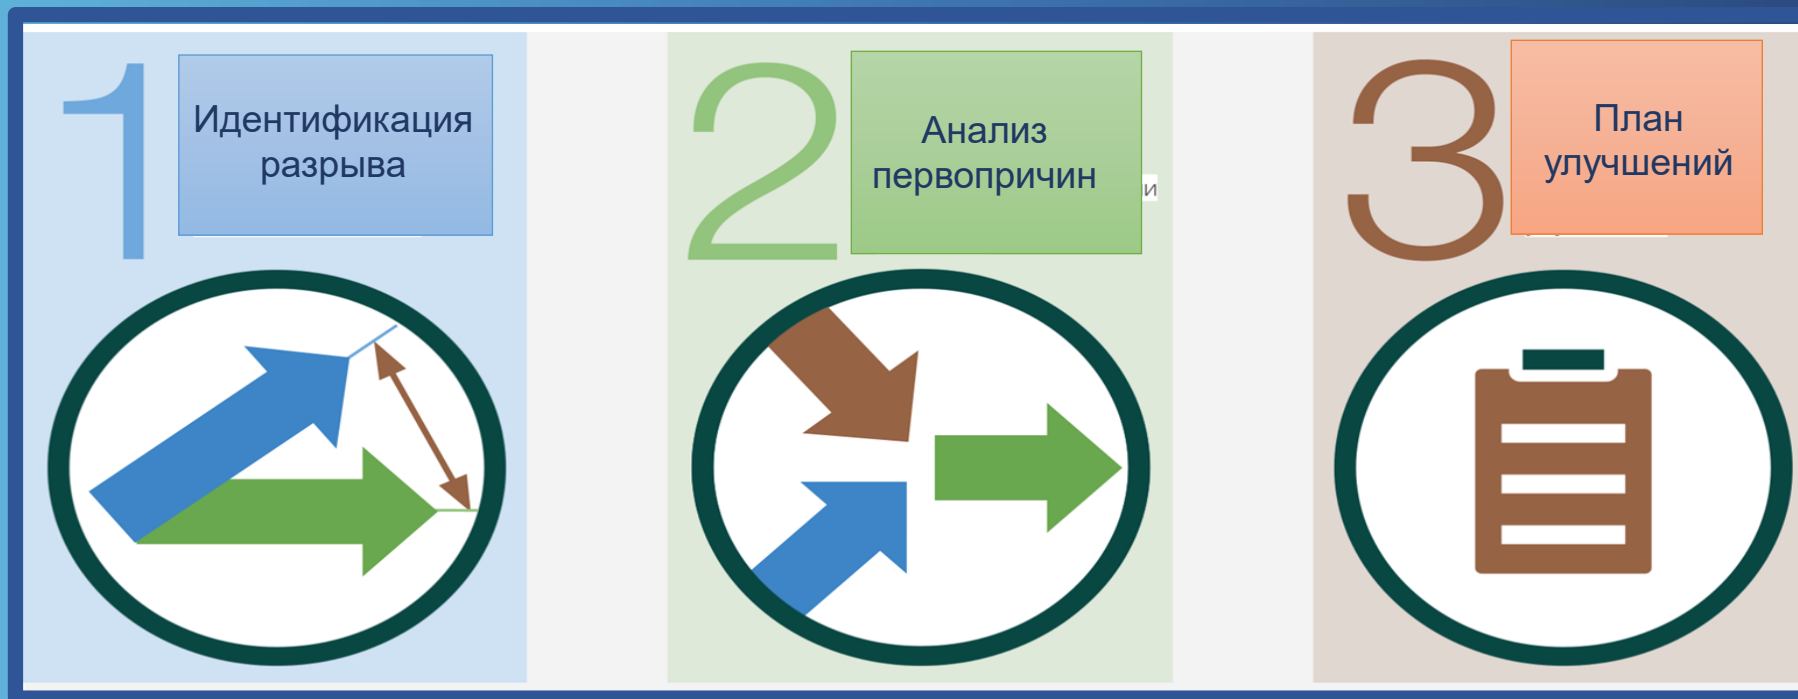 1
Идентификация
разрыва
2
Анализ
первопричин
и
3
План
улучшений